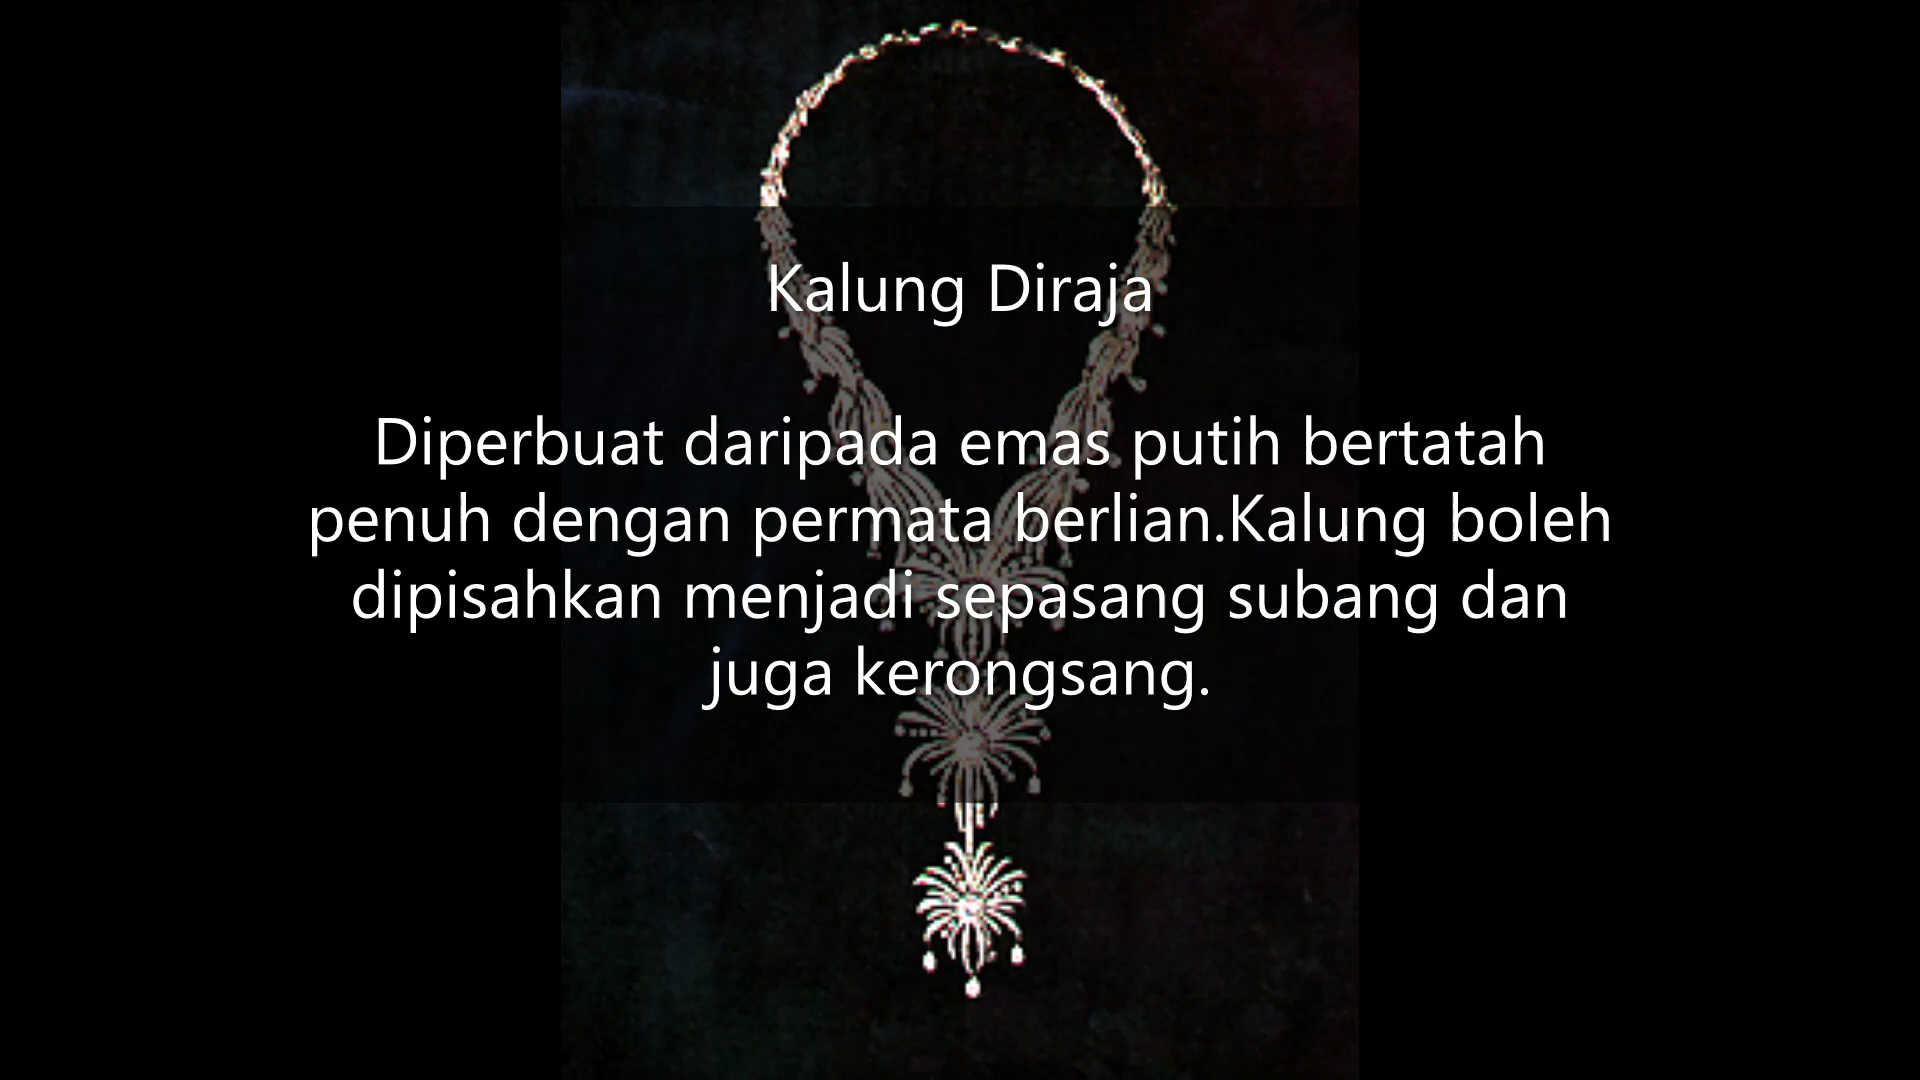 Kalung Diraja
Diperbuat daripada emas putih bertatah
penuh dengan permata berlian.Kalung boleh
dipisahkan menjadi sepasang subang dan
juga kerongsang.